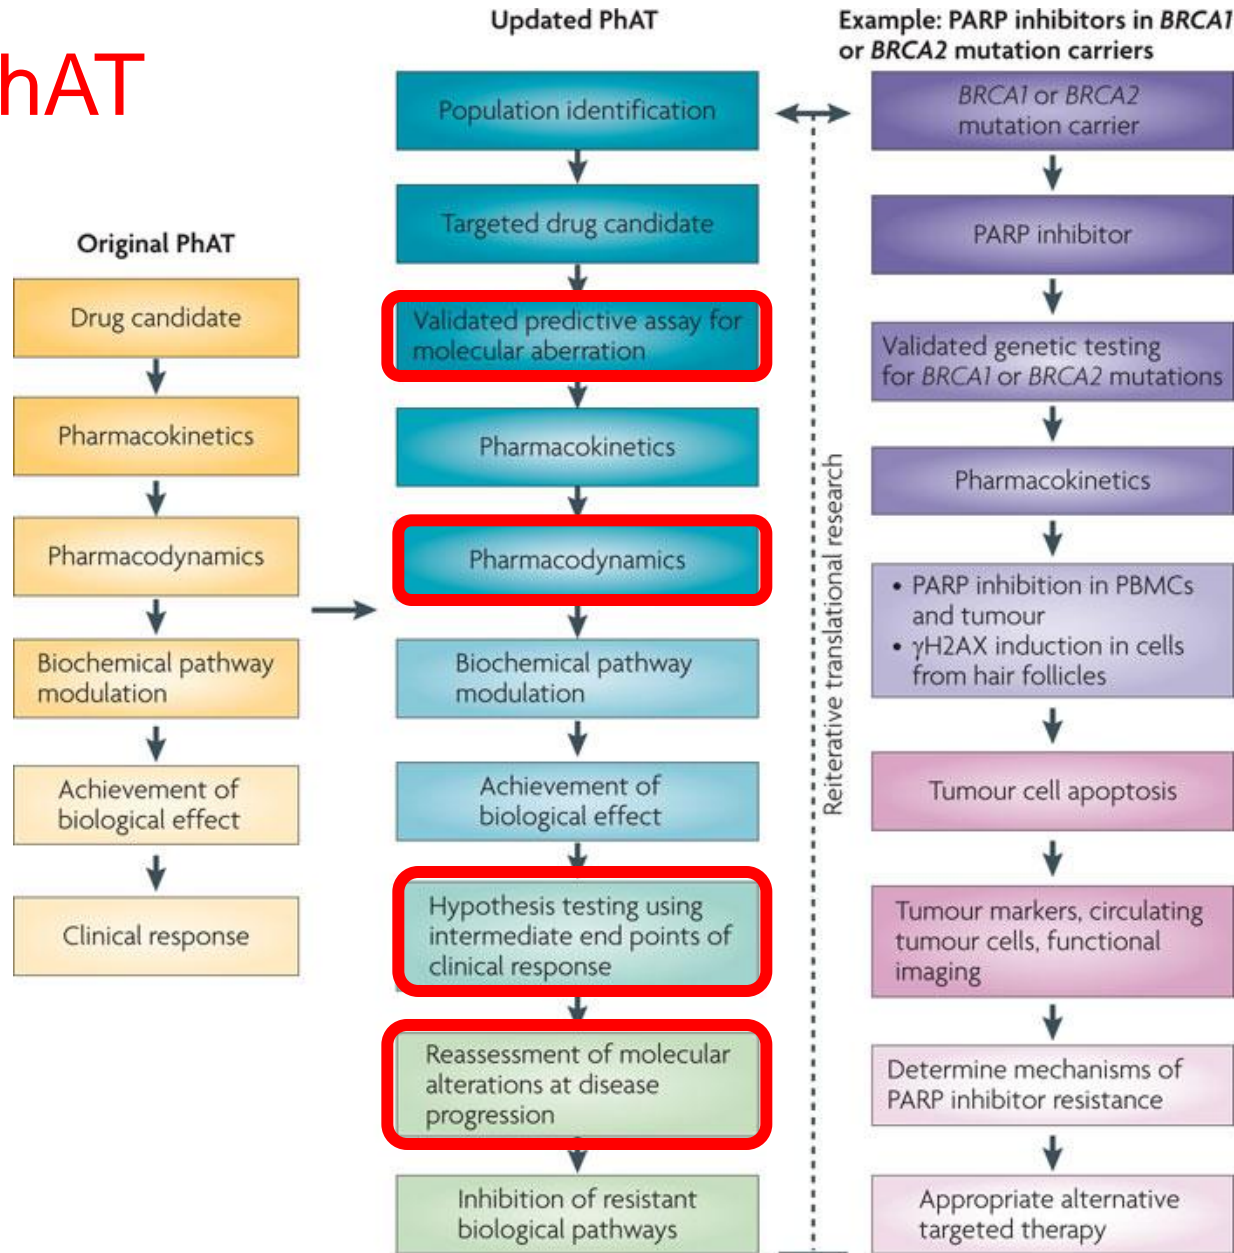 hAT
Original PhAT
Drug candidate
Pharmacokinetics
Pharmacodynamics
Biochemical pathway
modulation
Achievement of
biological effect
Clinical response
Updated PhAT
Population identification
Targeted drug candidate
Validated predictive assay for
molecular aberration
Pharmacokinetics
Pharmacodynamics
Biochemical pathway
modulation
Achievement of
biological effect
Hypothesis testing using
intermediate end points of
clinical response
Reassessment of molecular
alterations at disease
progression
Inhibition of resistant
biological pathways
Reiterative translational research
Example: PARP inhibitors in BRCA1
or BRCA2 mutation carriers
BRCA1 or BRCA2
mutation carrier
PARP inhibitor
Validated genetic testing
for BRCA1 or BRCA2 mutations
Pharmacokinetics
• PARP inhibition in PBMCs
and tumour
• γH2AX induction in cells
from hair follicles
Tumour cell apoptosis
Tumour markers, circulating
tumour cells, functional
imaging
Determine mechanisms of
PARP inhibitor resistance
Appropriate alternative
targeted therapy